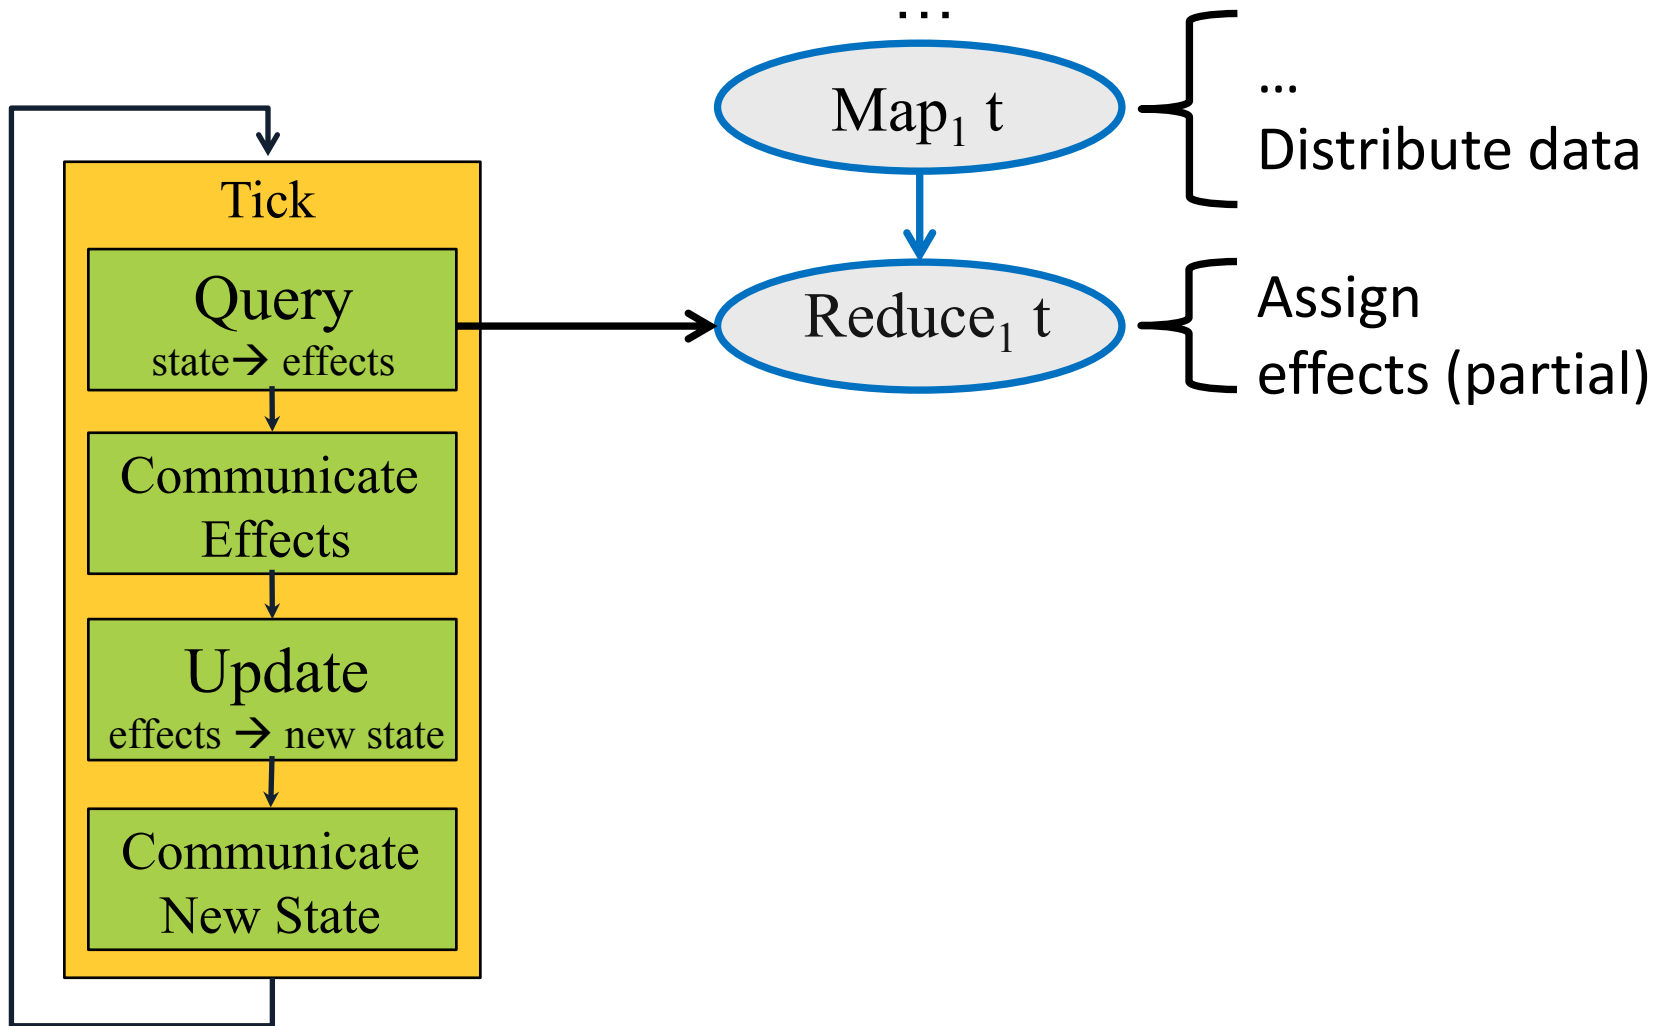 Tick
Query
state→ effects
Communicate
Effects
Update
effects → new state
Communicate
New State
...
Map₁ t
Reduce₁ t
...
Distribute data
Assign
effects (partial)